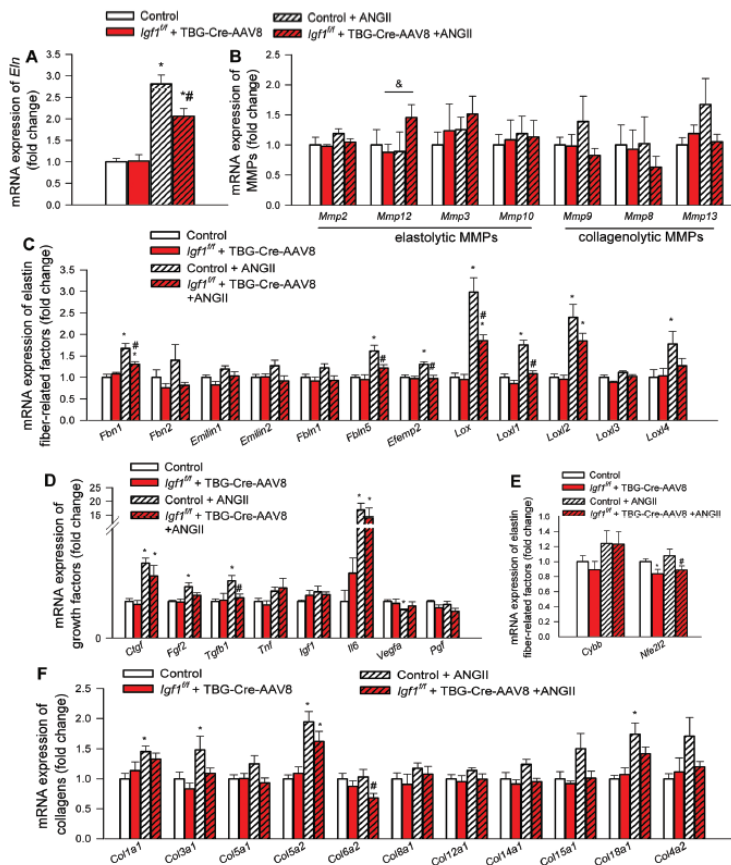 Control
Control + ANGII
Igf1f/f + TBG-Cre-AAV8
Igf1f/f + TBG-Cre-AAV8 +ANGII
A
mRNA expression of Eln
(fold change)
3.5
3.0
2.5
2.0
1.5
1.0
0.5
0.0
*
*#
B
mRNA expression of
MMPs (fold change)
2.5
2.0
1.5
1.0
0.5
0.0
&
Mmp2 Mmp12 Mmp3 Mmp10 Mmp9 Mmp8 Mmp13
elastolytic MMPs collagenolytic MMPs
C
Control
Igf1f/f + TBG-Cre-AAV8
Control + ANGII
Igf1f/f + TBG-Cre-AAV8
+ANGII
mRNA expression of elastin
fiber-related factors (fold change)
3.5
3.0
2.5
2.0
1.5
1.0
0.5
0.0
* # * * # * * # * * # * * *
Fbn1 Fbn2 Emilin1 Emilin2 Fbln1 Fbln5 Efemp2 Lox Loxl1 Loxl2 Loxl3 Loxl4
D
Control
Igf1f/f + TBG-Cre-AAV8
Control + ANGII
Igf1f/f + TBG-Cre-AAV8
+ANGII
mRNA expression of
growth factors (fold change)
25
20
15
0
* * * * # * *
Ctgf Fgf2 Tgfb1 Tnf Igf1 Il6 Vegfa Pgf
E
Control
Igf1f/f + TBG-Cre-AAV8
Control + ANGII
Igf1f/f + TBG-Cre-AAV8 +ANGII
mRNA expression of elastin
fiber-related factors (fold change)
1.4
1.2
1.0
0.8
0.6
0.4
0.2
0.0
* #
Cybb Nfe2l2
F
Control
Control + ANGII
Igf1f/f + TBG-Cre-AAV8
Igf1f/f + TBG-Cre-AAV8 +ANGII
mRNA expression of
collagens (fold change)
2.5
2.0
1.5
1.0
0.5
0.0
* * * * # *
Col1a1 Col3a1 Col5a1 Col5a2 Col6a2 Col8a1 Col12a1 Col14a1 Col15a1 Col18a1 Col4a2